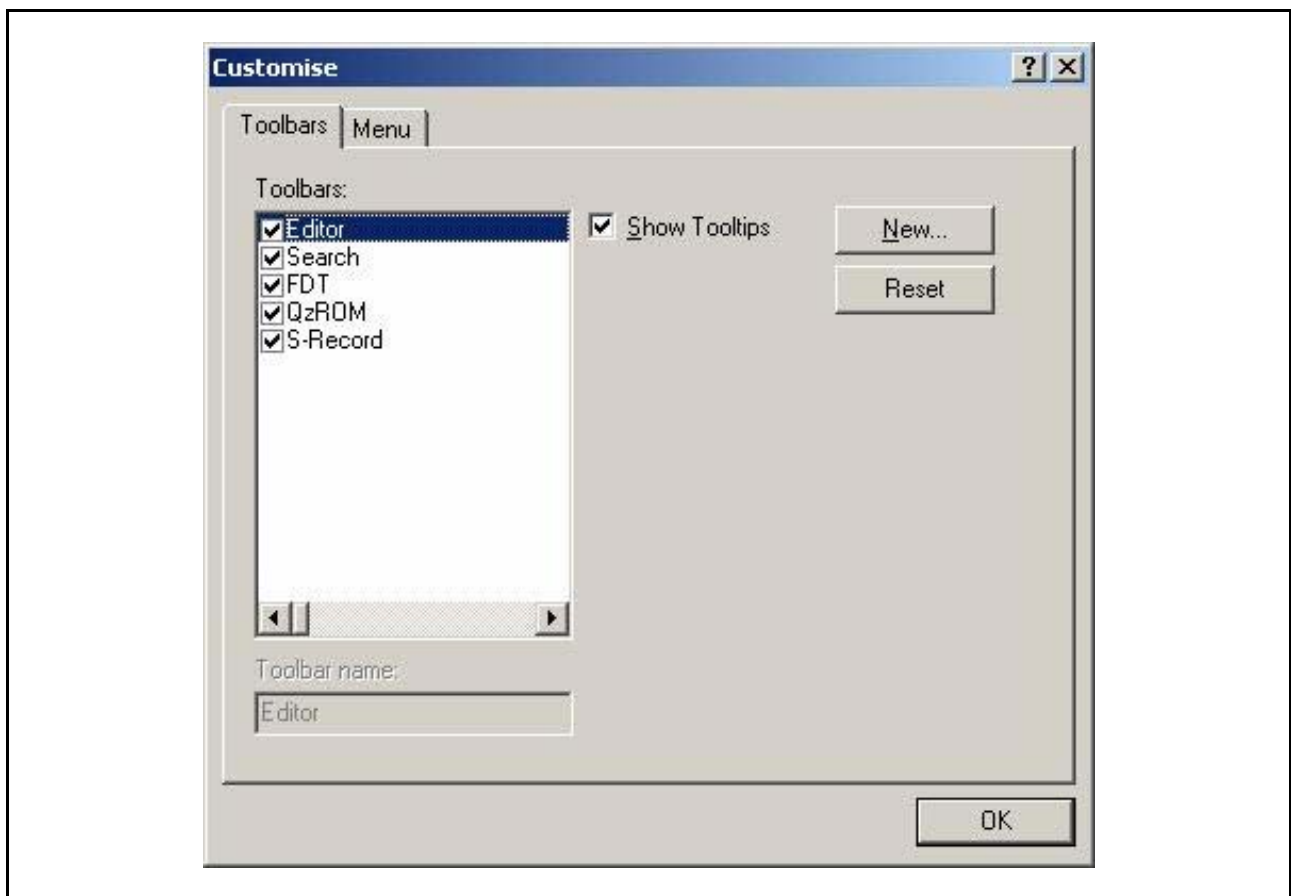 Customise
Toolbars Menu
Toolbars:
Editor
Search
FDT
QzROM
S-Record
Show Tooltips
New...
Reset
Toolbar name:
Editor
OK